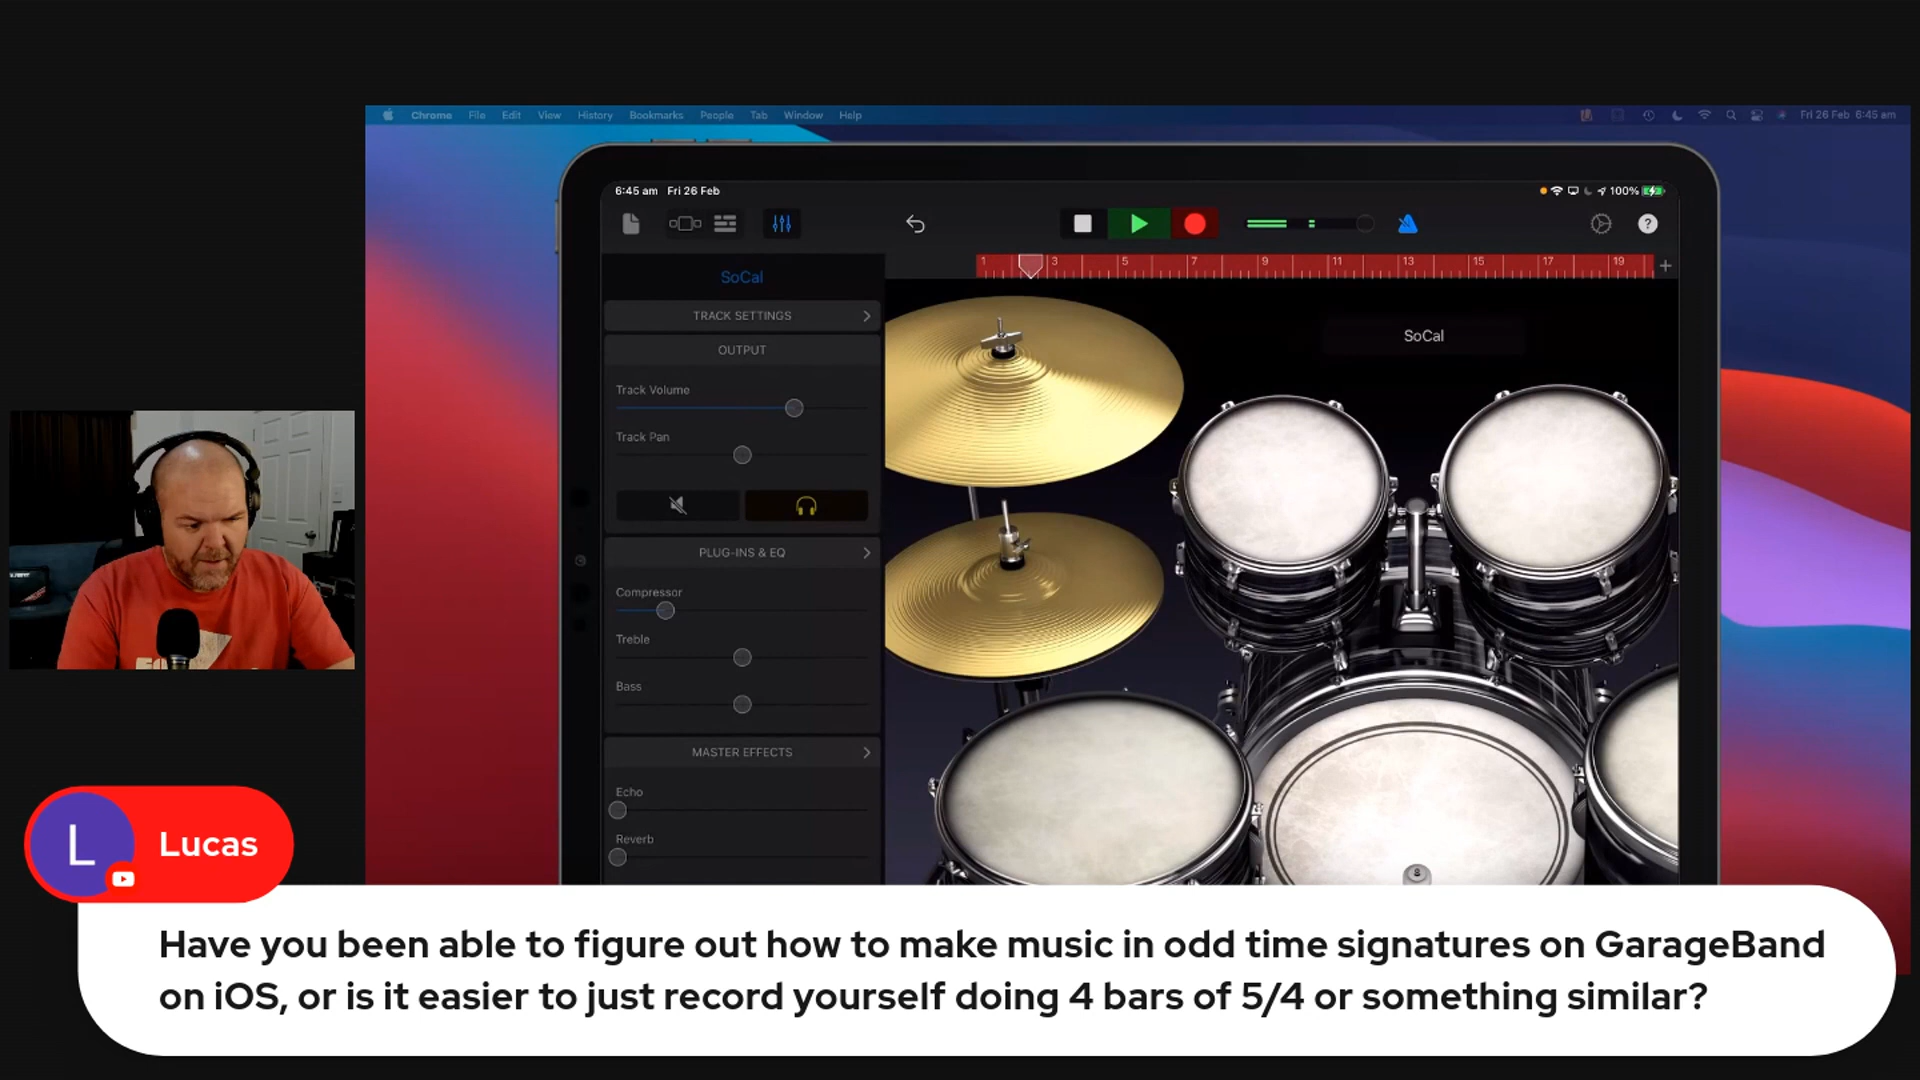 Chrome File Edit View History Bookmarks People Tab Window Help Fri 26 Feb 6:45 am
6:45 am Fri 26 Feb 100%
1 3 5 7 9 11 13 15 17 19 +
SoCal
TRACK SETTINGS
SoCal
OUTPUT
Track Volume
Track Pan
PLUG-INS & EQ
Compressor
Treble
Bass
MASTER EFFECTS
Echo
Reverb
L Lucas
Have you been able to figure out how to make music in odd time signatures on GarageBand
on iOS, or is it easier to just record yourself doing 4 bars of 5/4 or something similar?